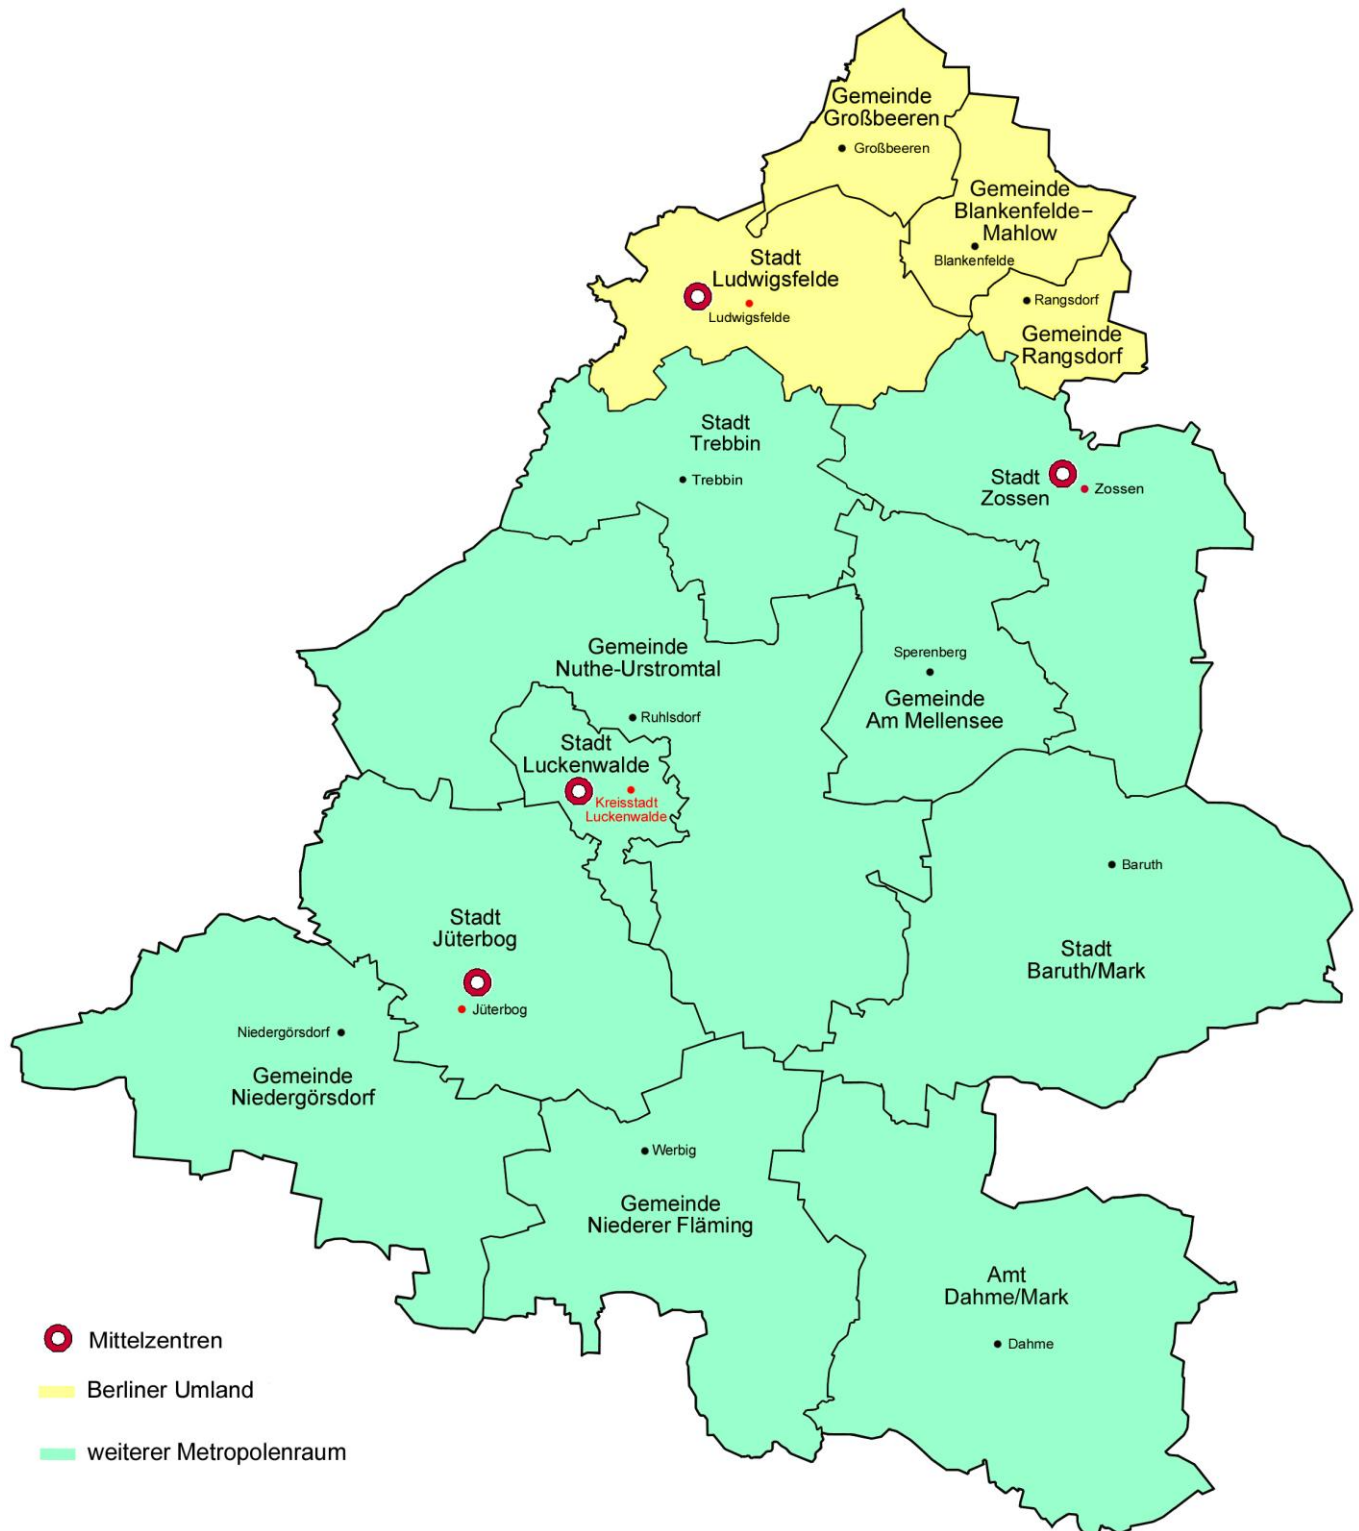 Gemeinde
Großbeeren
Großbeeren
Gemeinde
Blankenfelde-
Mahlow
Blankenfelde
Stadt
Ludwigsfelde
Ludwigsfelde
Rangsdorf
Gemeinde
Rangsdorf
Stadt
Trebbin
Trebbin
Stadt
Zossen
Zossen
Gemeinde
Nuthe-Urstromtal
Ruhlsdorf
Sperenberg
Gemeinde
Am Mellensee
Stadt
Luckenwalde
Kreisstadt
Luckenwalde
Baruth
Stadt
Baruth/Mark
Stadt
Jüterbog
Jüterbog
Niedergörsdorf
Gemeinde
Niedergörsdorf
Werbig
Gemeinde
Niederer Fläming
Amt
Dahme/Mark
Dahme
Mittelzentren
Berliner Umland
weiterer Metropolenraum